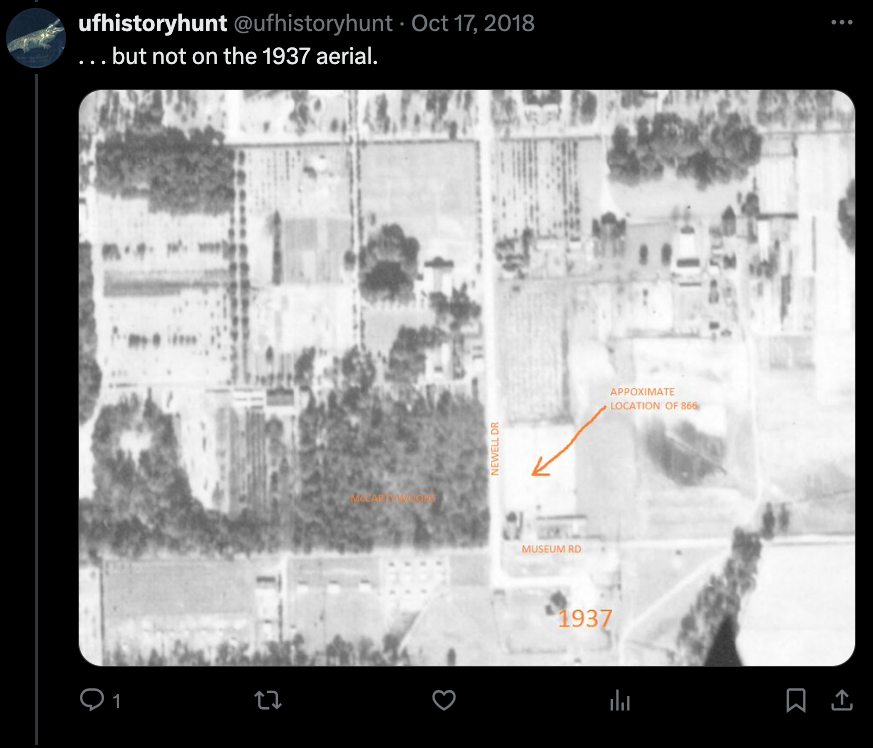 ufhistoryhunt @ufhistoryhunt · Oct 17, 2018
. . . but not on the 1937 aerial.
APPOXIMATE
LOCATION OF 866
NEWELL DR
McCARTY WOODS
MUSEUM RD
1937
1